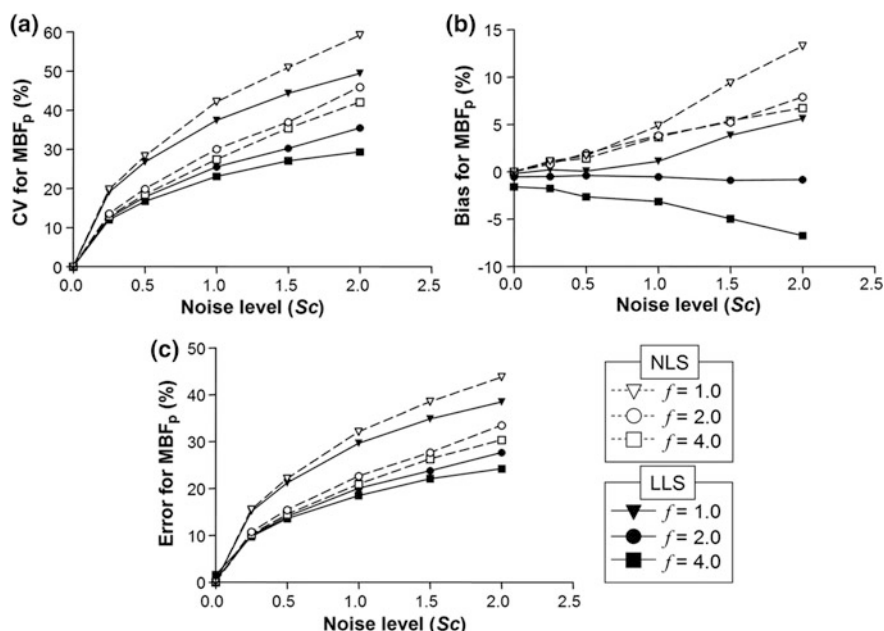 (a)
CV for MBFp (%)
60
50
40
30
20
10
0
0.0 0.5 1.0 1.5 2.0 2.5
Noise level (Sc)
(b)
Bias for MBFp (%)
15
10
5
0
-5
-10
0.0 0.5 1.0 1.5 2.0 2.5
Noise level (Sc)
(c)
Error for MBFp (%)
50
40
30
20
10
0
0.0 0.5 1.0 1.5 2.0 2.5
Noise level (Sc)
NLS
f = 1.0
f = 2.0
f = 4.0
LLS
f = 1.0
f = 2.0
f = 4.0